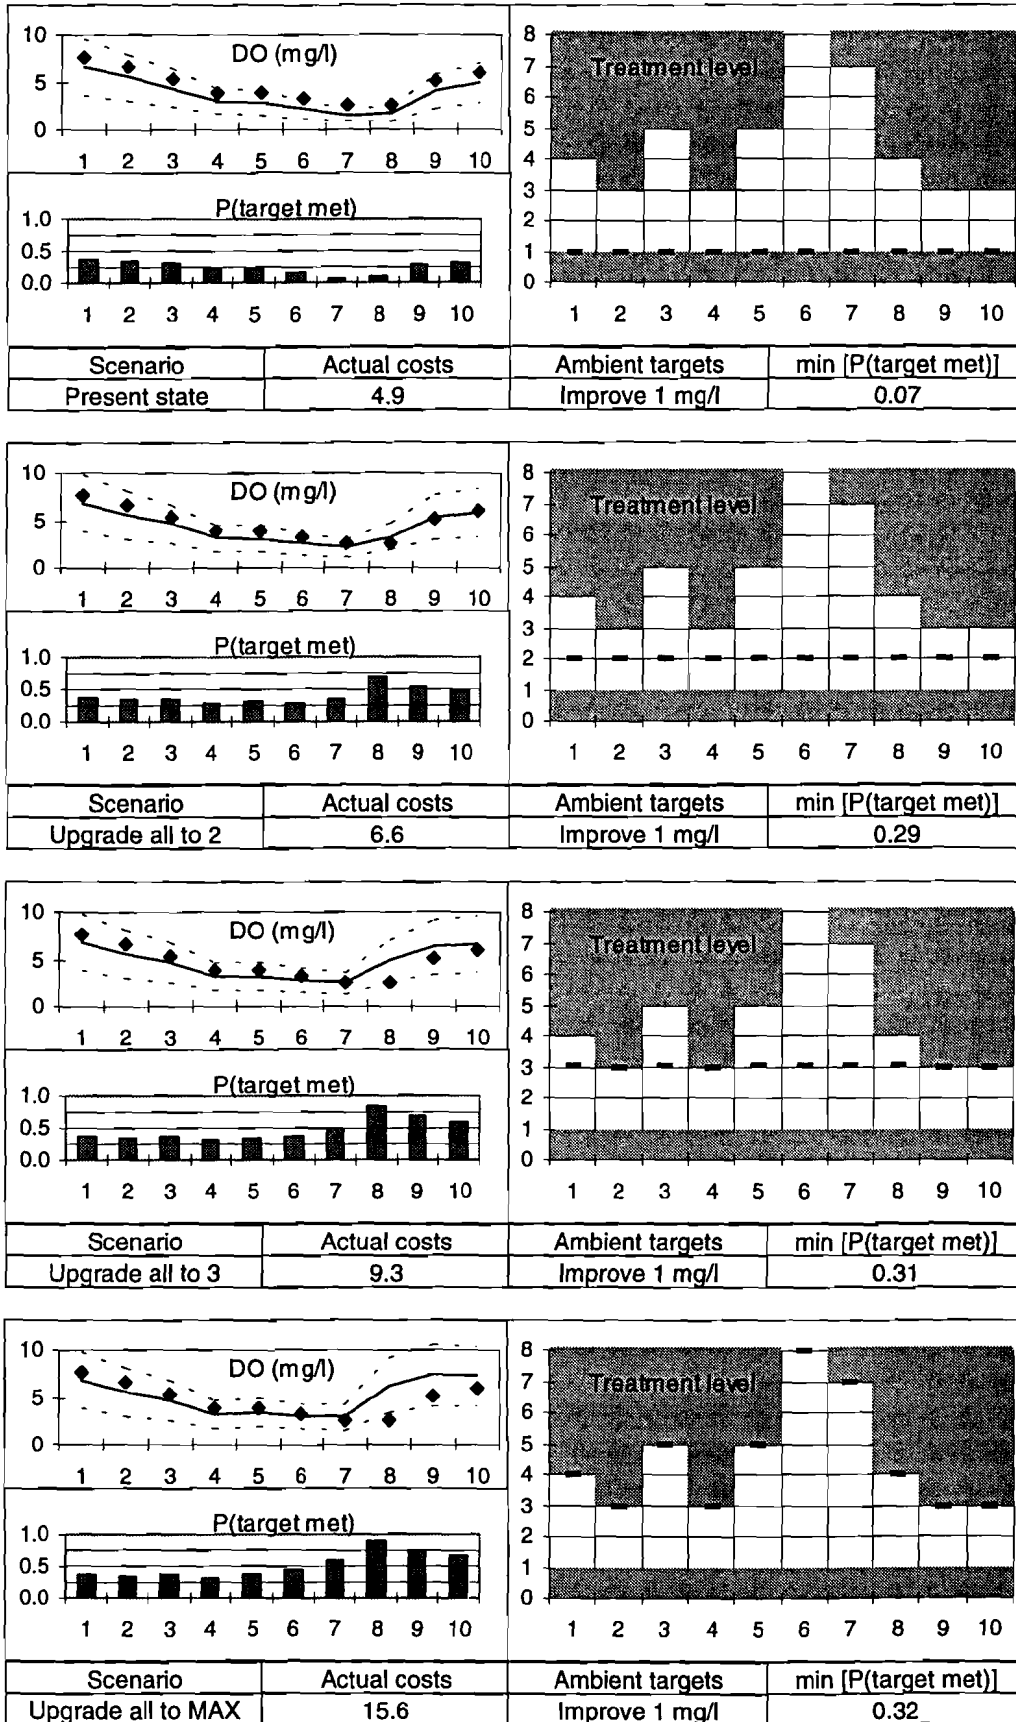 DO (mg/l)
10
5
0
1 2 3 4 5 6 7 8 9 10
P(target met)
1.0
0.5
0.0
1 2 3 4 5 6 7 8 9 10
Treatment level
8
7
6
5
4
3
2
1
0
1 2 3 4 5 6 7 8 9 10
Scenario Actual costs Ambient targets min [P(target met)]
Present state 4.9 Improve 1 mg/l 0.07
DO (mg/l)
10
5
0
1 2 3 4 5 6 7 8 9 10
P(target met)
1.0
0.5
0.0
1 2 3 4 5 6 7 8 9 10
Treatment level
8
7
6
5
4
3
2
1
0
1 2 3 4 5 6 7 8 9 10
Scenario Actual costs Ambient targets min [P(target met)]
Upgrade all to 2 6.6 Improve 1 mg/l 0.29
DO (mg/l)
10
5
0
1 2 3 4 5 6 7 8 9 10
P(target met)
1.0
0.5
0.0
1 2 3 4 5 6 7 8 9 10
Treatment level
8
7
6
5
4
3
2
1
0
1 2 3 4 5 6 7 8 9 10
Scenario Actual costs Ambient targets min [P(target met)]
Upgrade all to 3 9.3 Improve 1 mg/l 0.31
DO (mg/l)
10
5
0
1 2 3 4 5 6 7 8 9 10
P(target met)
1.0
0.5
0.0
1 2 3 4 5 6 7 8 9 10
Treatment level
8
7
6
5
4
3
2
1
0
1 2 3 4 5 6 7 8 9 10
Scenario Actual costs Ambient targets min [P(target met)]
Upgrade all to MAX 15.6 Improve 1 mg/l 0.32